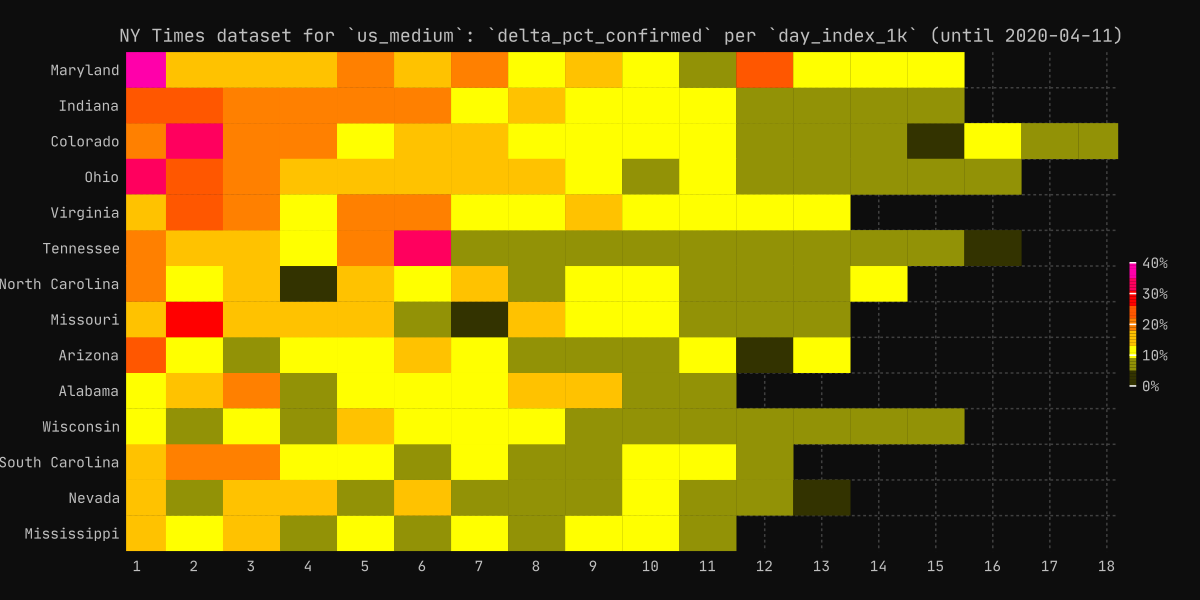 NY Times dataset for `us_medium`: `delta_pct_confirmed` per `day_index_1k` (until 2020-04-11)
Maryland
Indiana
Colorado
Ohio
Virginia
Tennessee
North Carolina
Missouri
Arizona
Alabama
Wisconsin
South Carolina
Nevada
Mississippi
40%
30%
20%
10%
0%
1 2 3 4 5 6 7 8 9 10 11 12 13 14 15 16 17 18